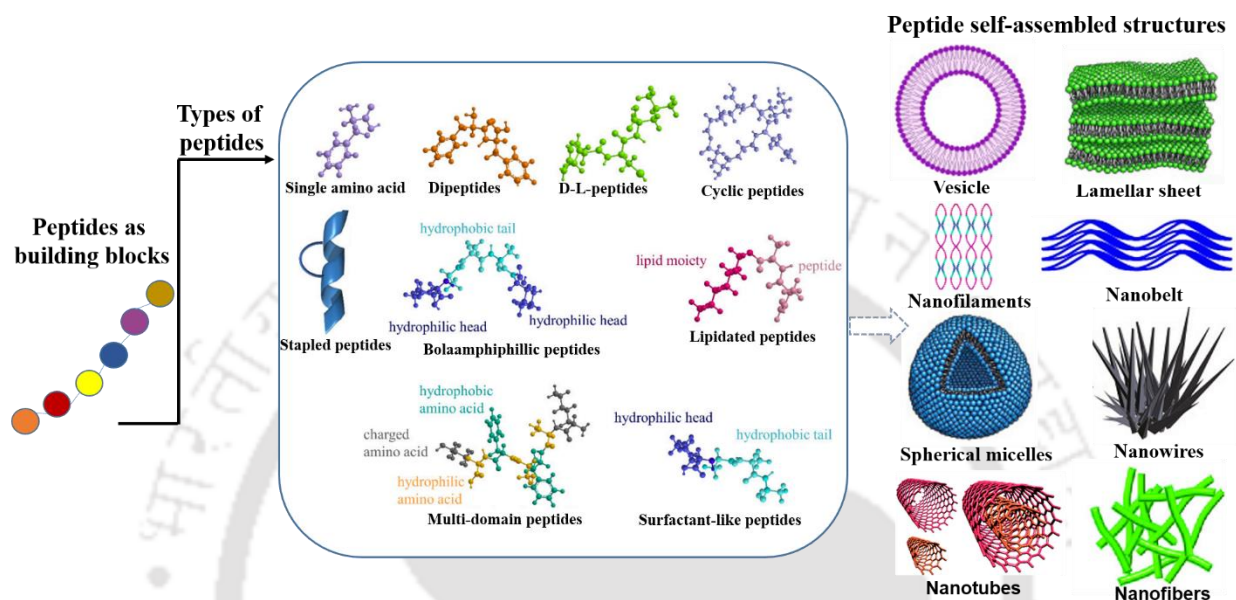 Peptide self-assembled structures
Types of
peptides
Peptides as
building blocks
Single amino acid
Dipeptides
D-L-peptides
Cyclic peptides
Stapled peptides
hydrophobic tail
hydrophilic head
hydrophilic head
Bolaamphiphillic peptides
lipid moiety
peptide
Lipidated peptides
hydrophobic
amino acid
charged
amino acid
hydrophilic
amino acid
Multi-domain peptides
hydrophilic head
hydrophobic tail
Surfactant-like peptides
Vesicle
Lamellar sheet
Nanofilaments
Nanobelt
Spherical micelles
Nanowires
Nanotubes
Nanofibers